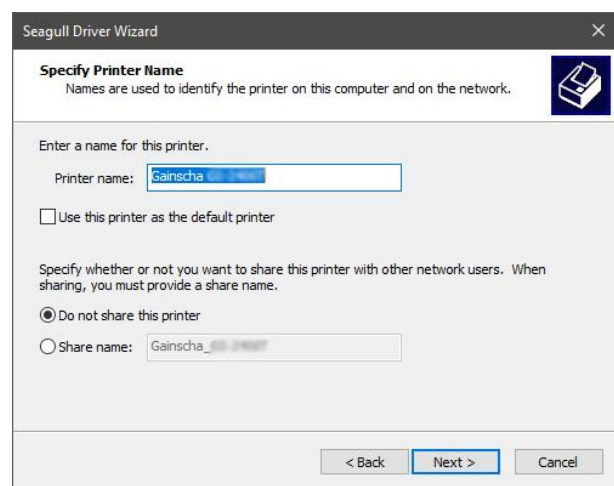 Seagull Driver Wizard
Specify Printer Name
Names are used to identify the printer on this computer and on the network.
Enter a name for this printer.
Printer name: Gainscha
Use this printer as the default printer
Specify whether or not you want to share this printer with other network users. When
sharing, you must provide a share name.
Do not share this printer
Share name: Gainscha_
< Back Next > Cancel